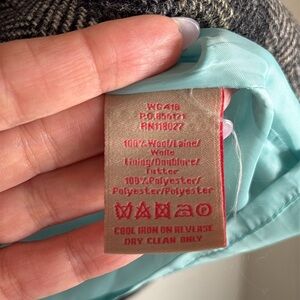 WG418
P.O.856121
RN118027
100%Wool/Laine/
Wolle
Lining/Doublure/
Futter
100%Polyester/
Polyester/Polyester
COOL IRON ON REVERSE
DRY CLEAN ONLY